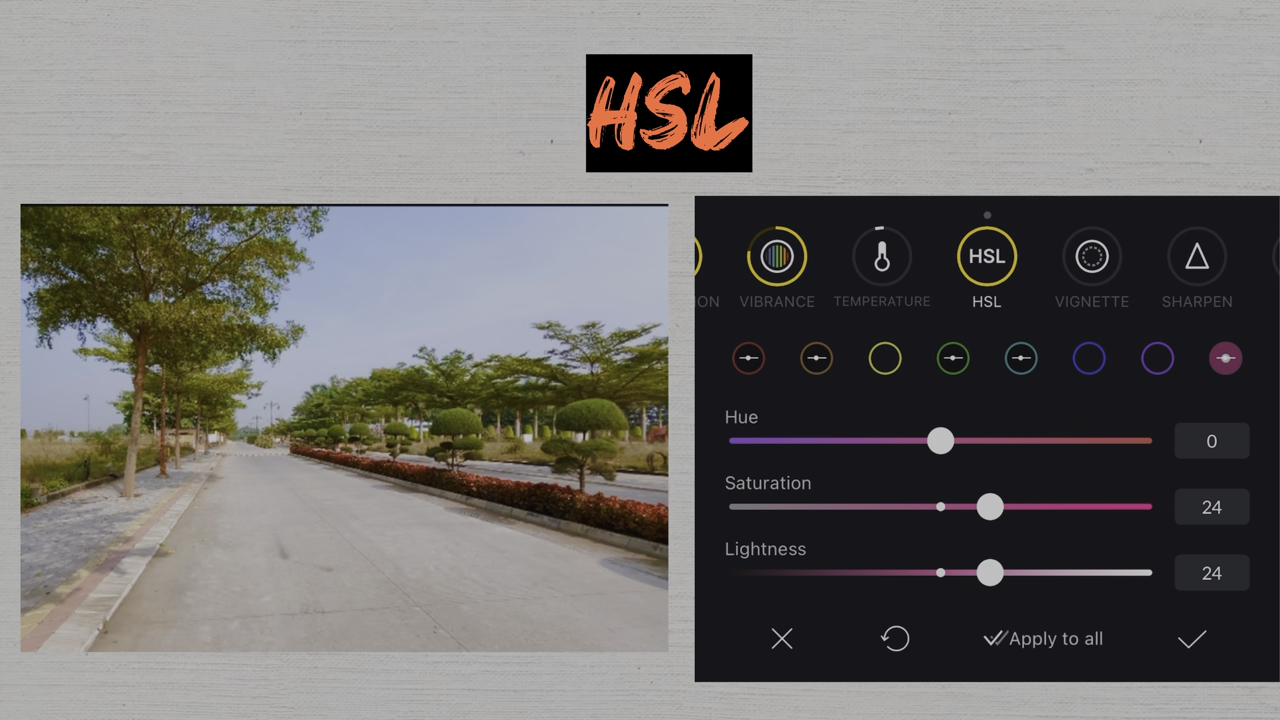 HSL
ON VIBRANCE TEMPERATURE HSL VIGNETTE SHARPEN
HSL
Hue
0
Saturation
24
Lightness
24
Apply to all